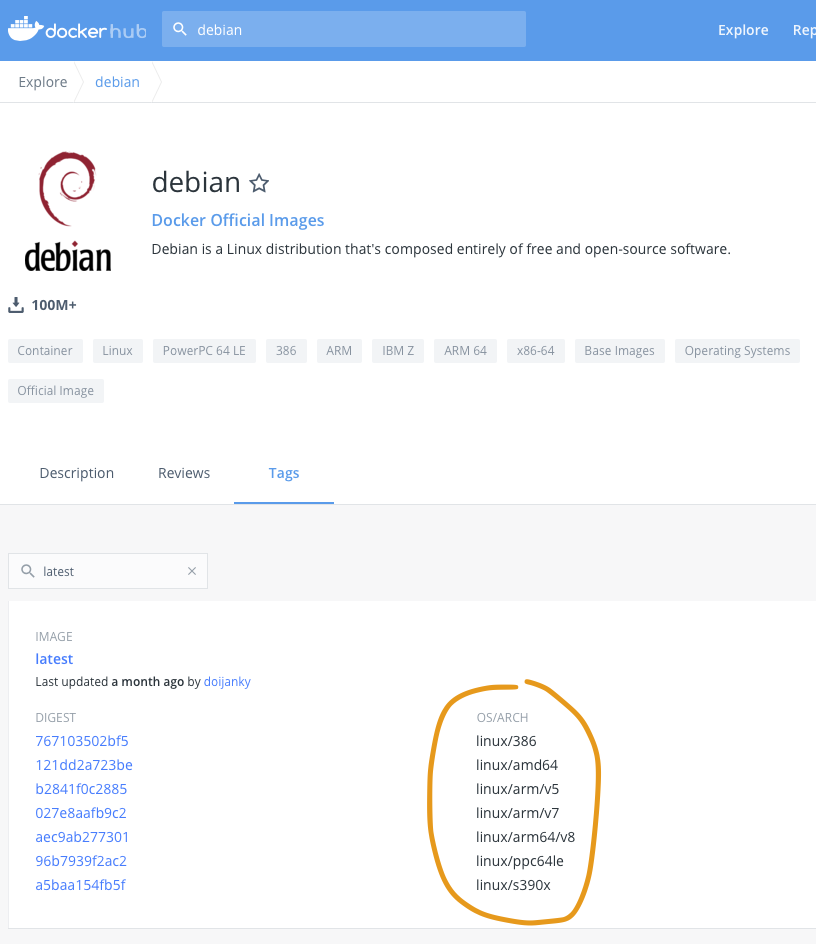 dockerhub debian Explore Rep
Explore debian
debian
debian
Docker Official Images
Debian is a Linux distribution that's composed entirely of free and open-source software.
100M+
Container Linux PowerPC 64 LE 386 ARM IBM Z ARM 64 x86-64 Base Images Operating Systems
Official Image
Description Reviews Tags
latest
IMAGE
latest
Last updated a month ago by doijanky
DIGEST OS/ARCH
767103502bf5 linux/386
121dd2a723be linux/amd64
b2841f0c2885 linux/arm/v5
027e8aafb9c2 linux/arm/v7
aec9ab277301 linux/arm64/v8
96b7939f2ac2 linux/ppc64le
a5baa154fb5f linux/s390x